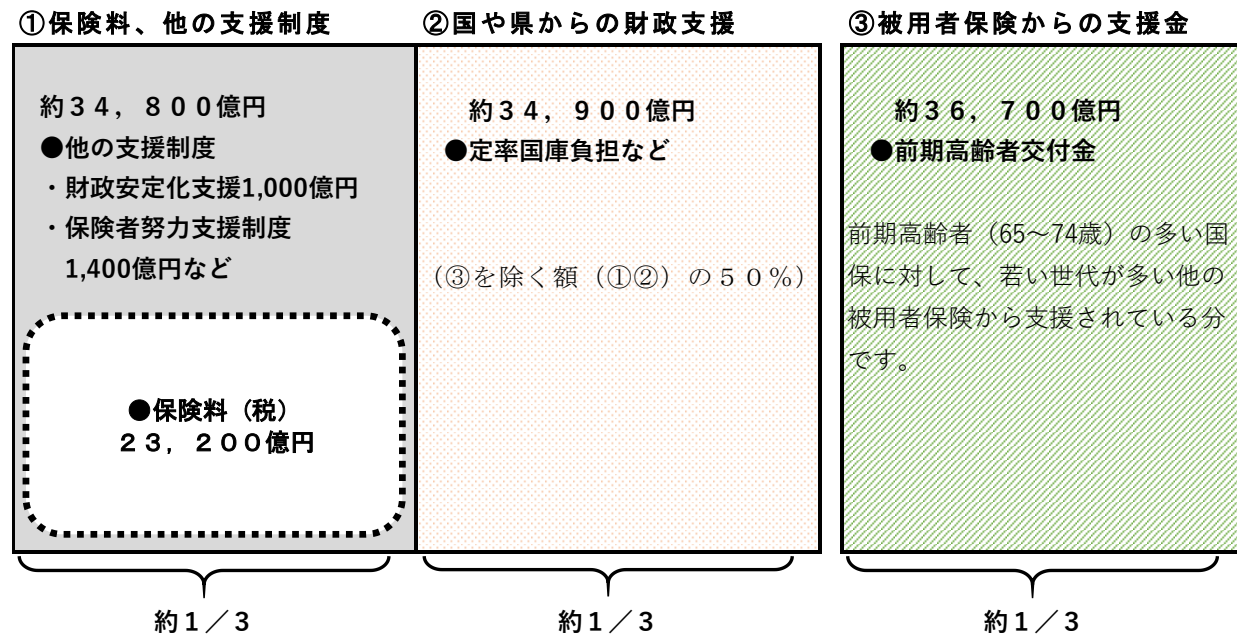 ①保険料、他の支援制度
約３４，８００億円
●他の支援制度
・財政安定化支援1,000億円
・保険者努力支援制度
1,400億円など
●保険料（税）
２３，２００億円
約１／３
②国や県からの財政支援
約３４，９００億円
●定率国庫負担など
（③を除く額（①②）の５０％）
約１／３
③被用者保険からの支援金
約３６，７００億円
●前期高齢者交付金
前期高齢者（65～74歳）の多い国
保に対して、若い世代が多い他の
被用者保険から支援されている分
です。
約１／３